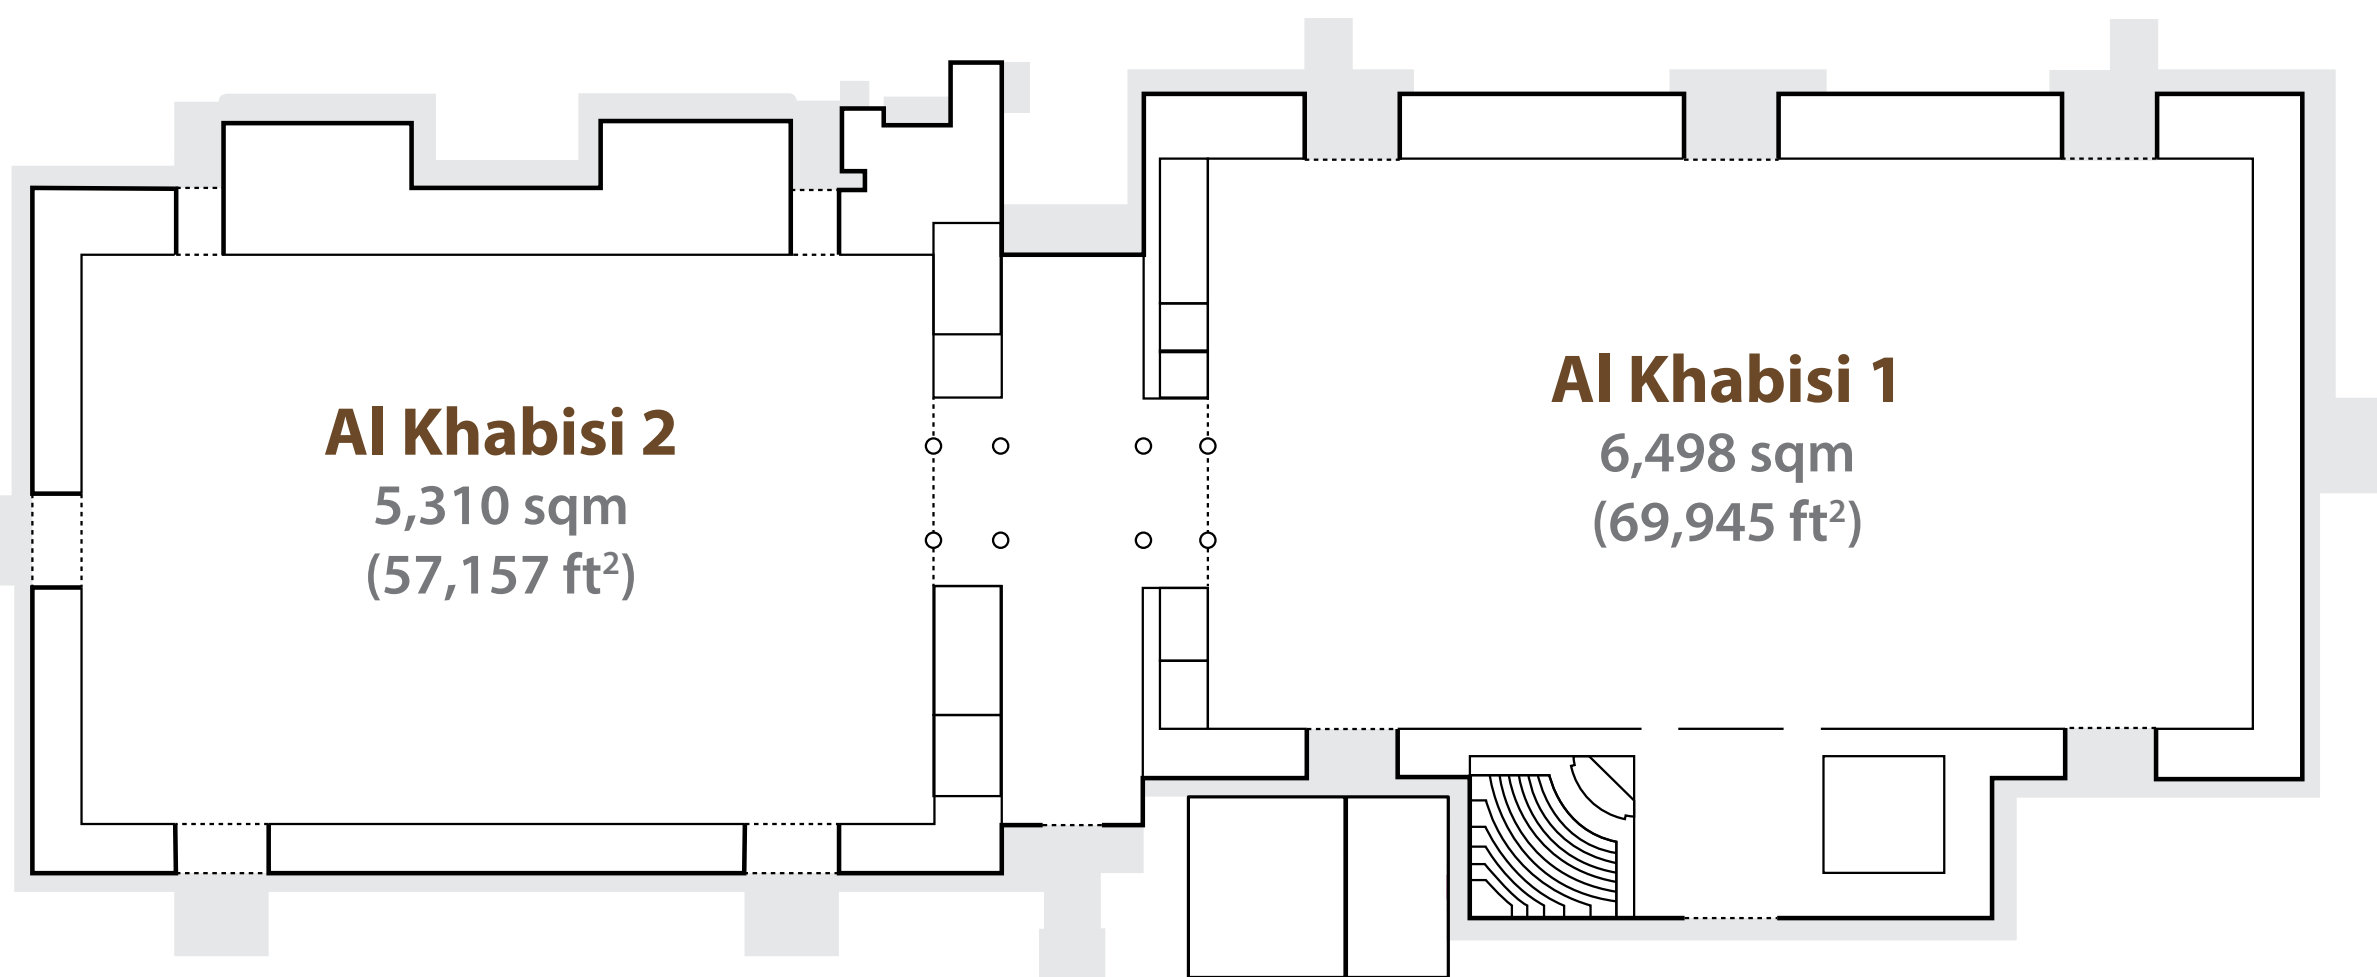 Al Khabisi 2
5,310 sqm
(57,157 ft²)
Al Khabisi 1
6,498 sqm
(69,945 ft²)